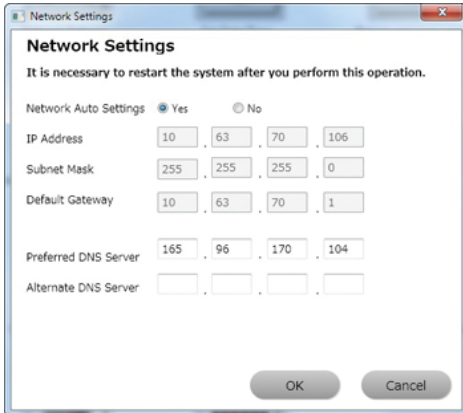 Network Settings
Network Settings
It is necessary to restart the system after you perform this operation.
Network Auto Settings Yes No
IP Address 10 . 63 . 70 . 106
Subnet Mask 255 . 255 . 255 . 0
Default Gateway 10 . 63 . 70 . 1
Preferred DNS Server 165 . 96 . 170 . 104
Alternate DNS Server . . .
OK Cancel